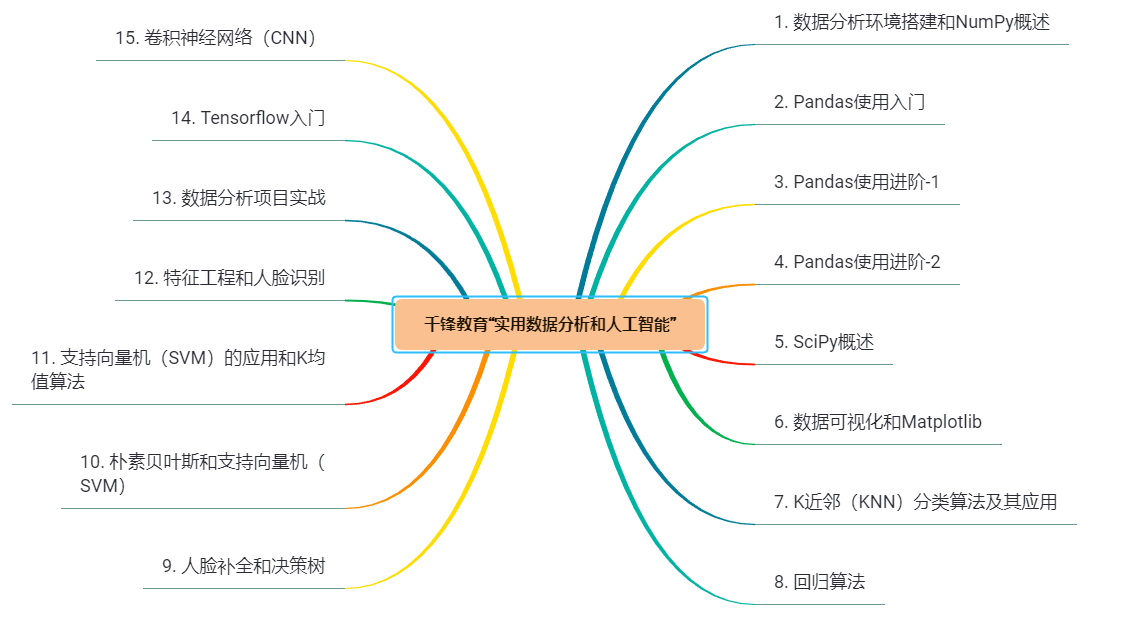 千锋教育“实用数据分析和人工智能”
1. 数据分析环境搭建和NumPy概述
2. Pandas使用入门
3. Pandas使用进阶-1
4. Pandas使用进阶-2
5. SciPy概述
6. 数据可视化和Matplotlib
7. K近邻（KNN）分类算法及其应用
8. 回归算法
9. 人脸补全和决策树
10. 朴素贝叶斯和支持向量机（
SVM）
11. 支持向量机（SVM）的应用和K均
值算法
12. 特征工程和人脸识别
13. 数据分析项目实战
14. Tensorflow入门
15. 卷积神经网络（CNN）